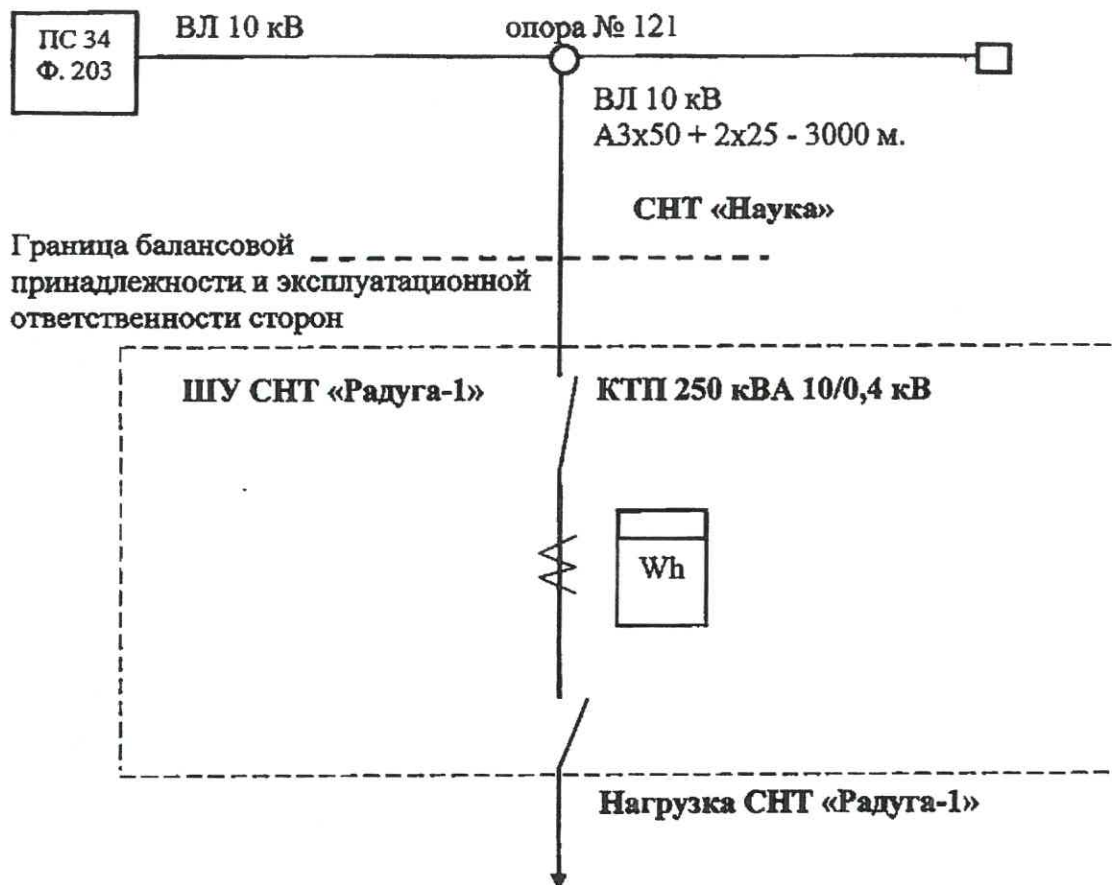 ПС 34
Ф. 203
ВЛ 10 кВ
опора № 121
ВЛ 10 кВ
А3х50 + 2х25 - 3000 м.
СНТ «Наука»
Граница балансовой
принадлежности и эксплуатационной
ответственности сторон
ШУ СНТ «Радуга-1»
КТП 250 кВА 10/0,4 кВ
Wh
Нагрузка СНТ «Радуга-1»